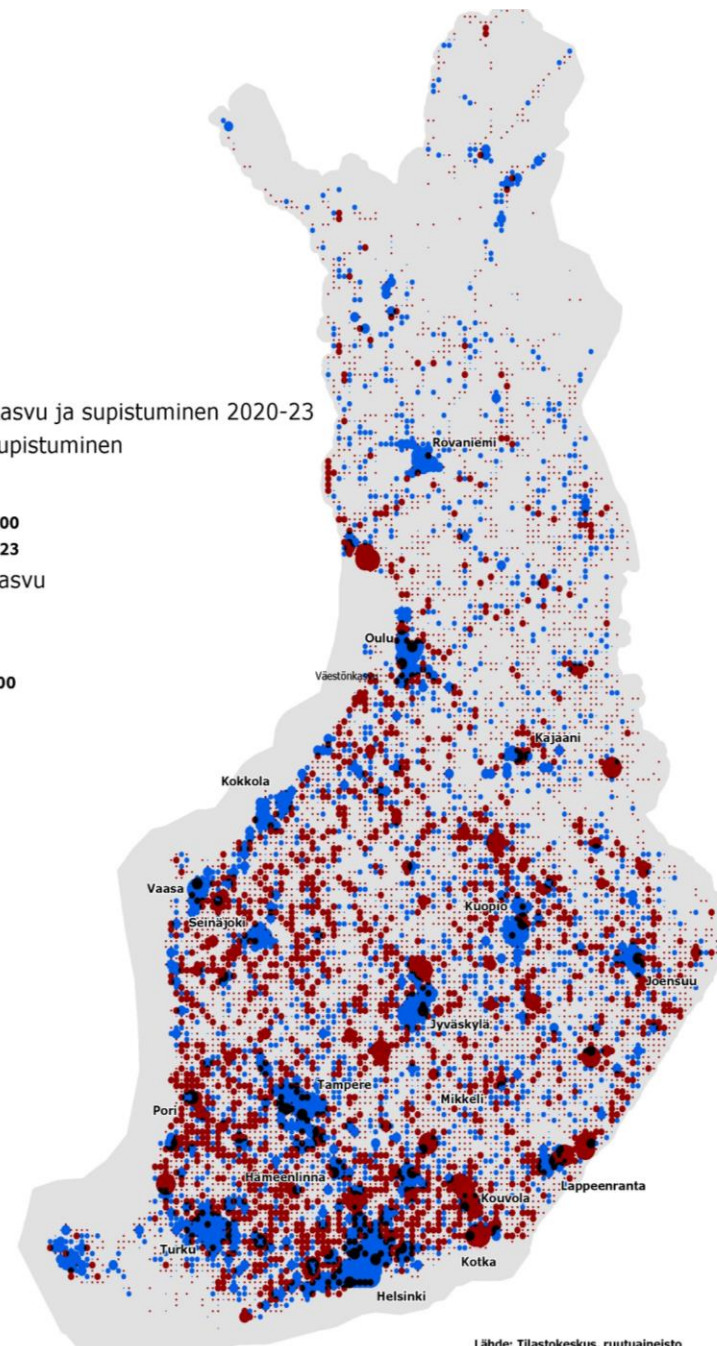 asvu ja supistuminen 2020-23
upistuminen
00
23
asvu
00
Rovaniemi
Oulu
Väestönkasvu
Kajaani
Kokkola
Vaasa
Seinäjoki
Kuopio
Joensuu
Jyväskylä
Tampere
Mikkeli
Pori
Hämeenlinna
Kouvola
Lappeenranta
Turku
Kotka
Helsinki
Lähde: Tilastokeskus, ruutuaineisto